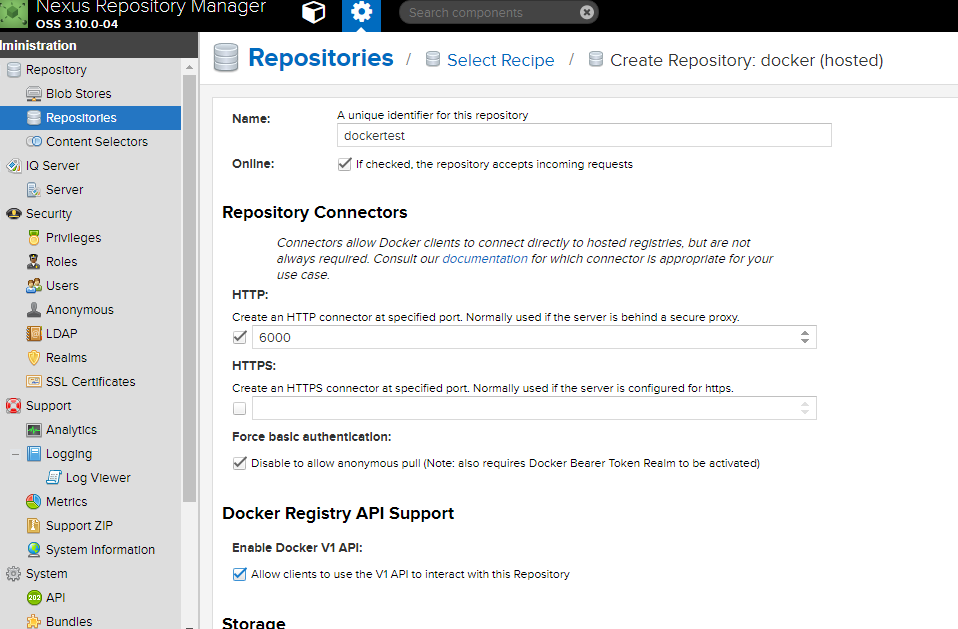 Nexus Repository Manager
OSS 3.10.0-04
Search components
ministration
Repository
Blob Stores
Repositories
Content Selectors
IQ Server
Server
Security
Privileges
Roles
Users
Anonymous
LDAP
Realms
SSL Certificates
Support
Analytics
Logging
Log Viewer
Metrics
Support ZIP
System Information
System
API
Bundles
Repositories / Select Recipe / Create Repository: docker (hosted)
Name:
A unique identifier for this repository
dockertest
Online:
If checked, the repository accepts incoming requests
Repository Connectors
Connectors allow Docker clients to connect directly to hosted registries, but are not
always required. Consult our documentation for which connector is appropriate for your
use case.
HTTP:
Create an HTTP connector at specified port. Normally used if the server is behind a secure proxy.
6000
HTTPS:
Create an HTTPS connector at specified port. Normally used if the server is configured for https.
Force basic authentication:
Disable to allow anonymous pull (Note: also requires Docker Bearer Token Realm to be activated)
Docker Registry API Support
Enable Docker V1 API:
Allow clients to use the V1 API to interact with this Repository
Storage